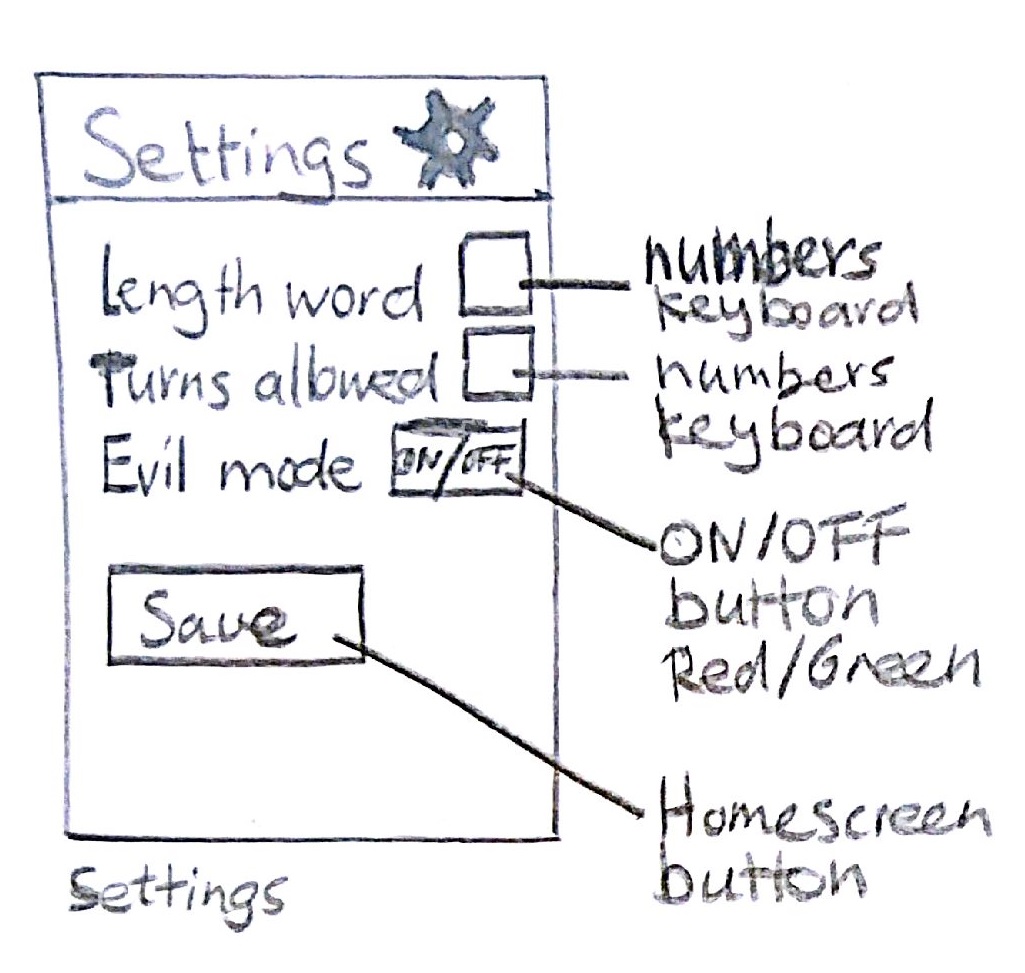 Settings
Length word
numbers
keyboard
Turns allowed
numbers
keyboard
Evil mode
ON/OFF
ON/OFF
button
Red/Green
Save
Homescreen
button
Settings